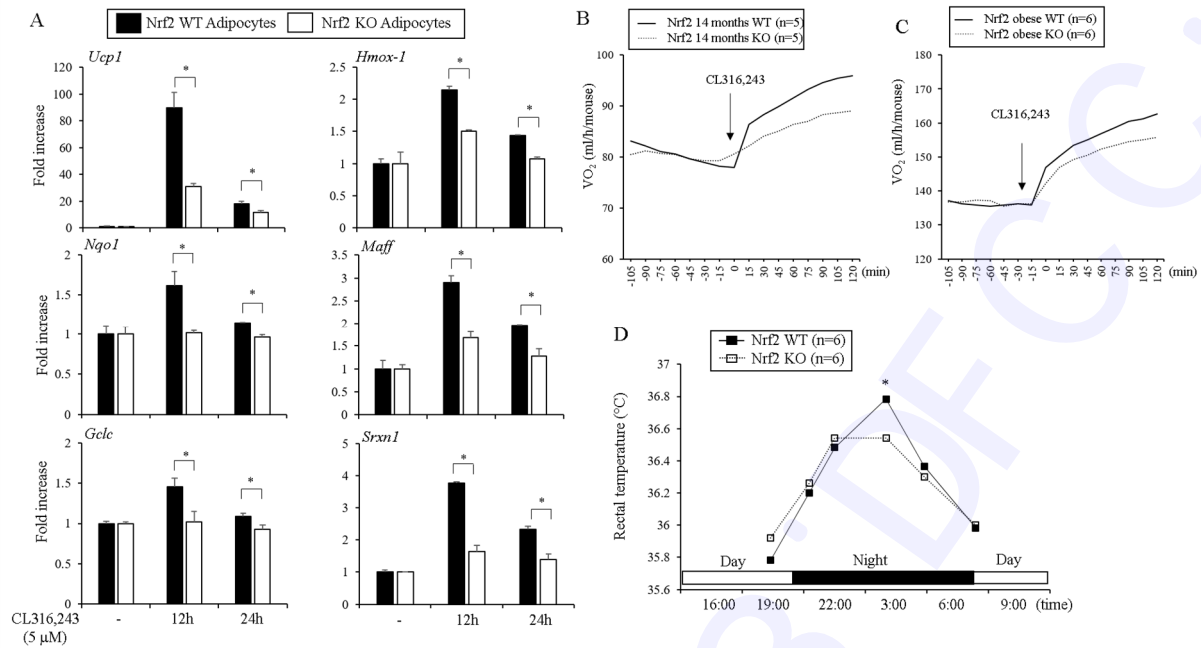 A
Nrf2 WT Adipocytes
Nrf2 KO Adipocytes
Ucp1
Fold increase
120
100
80
60
40
20
0
*
*
Hmox-1
2.5
2
1.5
1
0.5
0
*
*
Nqo1
Fold increase
2
1.5
1
0.5
0
*
*
Maff
3.5
3
2.5
2
1.5
1
0.5
0
*
*
Gclc
Fold increase
2
1.5
1
0.5
0
*
*
Srxn1
5
4
3
2
1
0
*
*
CL316,243
(5 μM)
- 12h 24h
- 12h 24h
B
Nrf2 14 months WT (n=5)
Nrf2 14 months KO (n=5)
VO2 (ml/h/mouse)
100
90
80
70
60
CL316,243
-105 -90 -75 -60 -45 -30 -15 0 15 30 45 60 75 90 105 120 (min)
C
Nrf2 obese WT (n=6)
Nrf2 obese KO (n=6)
VO2 (ml/h/mouse)
180
170
160
150
140
130
120
CL316,243
-105 -90 -75 -60 -45 -30 -15 0 15 30 45 60 75 90 105 120 (min)
D
Nrf2 WT (n=6)
Nrf2 KO (n=6)
Rectal temperature (°C)
37
36.8
36.6
36.4
36.2
36
35.8
35.6
*
Day Night Day
16:00 19:00 22:00 3:00 6:00 9:00 (time)